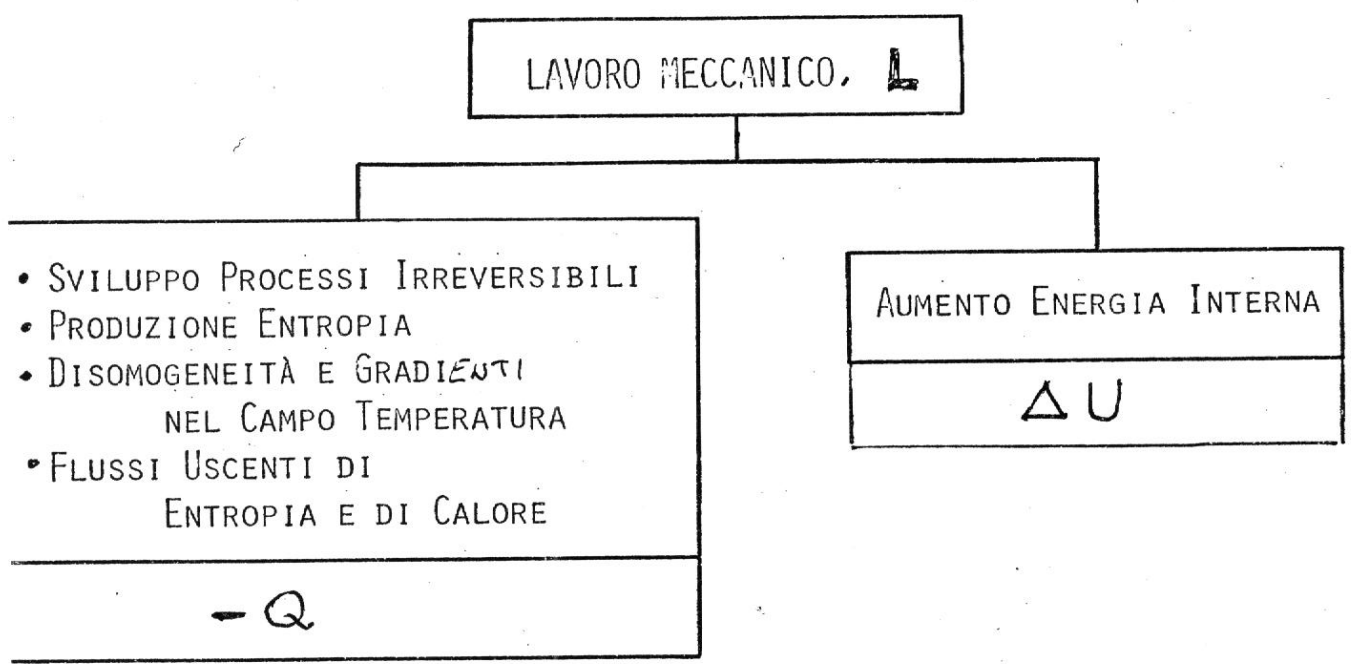 LAVORO MECCANICO, L
• SVILUPPO PROCESSI IRREVERSIBILI
• PRODUZIONE ENTROPIA
• DISOMOGENEITÀ E GRADIENTI
NEL CAMPO TEMPERATURA
• FLUSSI USCENTI DI
ENTROPIA E DI CALORE
- Q
AUMENTO ENERGIA INTERNA
Δ U